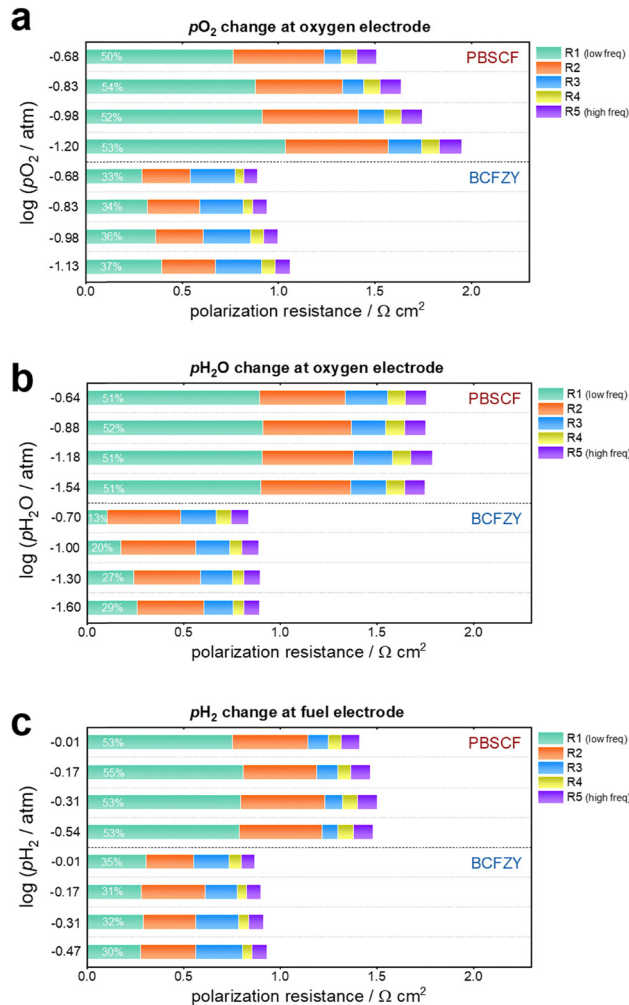 a
pO₂ change at oxygen electrode
log (pO₂ / atm)
-0.68 50% PBSCF
-0.83 54%
-0.98 52%
-1.20 53%
-0.68 33% BCFZY
-0.83 34%
-0.98 36%
-1.13 37%
0.0 0.5 1.0 1.5 2.0
polarization resistance / Ω cm²
R1 (low freq)
R2
R3
R4
R5 (high freq)
b
pH₂O change at oxygen electrode
log (pH₂O / atm)
-0.64 51% PBSCF
-0.88 52%
-1.18 51%
-1.54 51%
-0.70 13% BCFZY
-1.00 20%
-1.30 27%
-1.60 29%
0.0 0.5 1.0 1.5 2.0
polarization resistance / Ω cm²
R1 (low freq)
R2
R3
R4
R5 (high freq)
c
pH₂ change at fuel electrode
log (pH₂ / atm)
-0.01 53% PBSCF
-0.17 55%
-0.31 53%
-0.54 53%
-0.01 35% BCFZY
-0.17 31%
-0.31 32%
-0.47 30%
0.0 0.5 1.0 1.5 2.0
polarization resistance / Ω cm²
R1 (low freq)
R2
R3
R4
R5 (high freq)